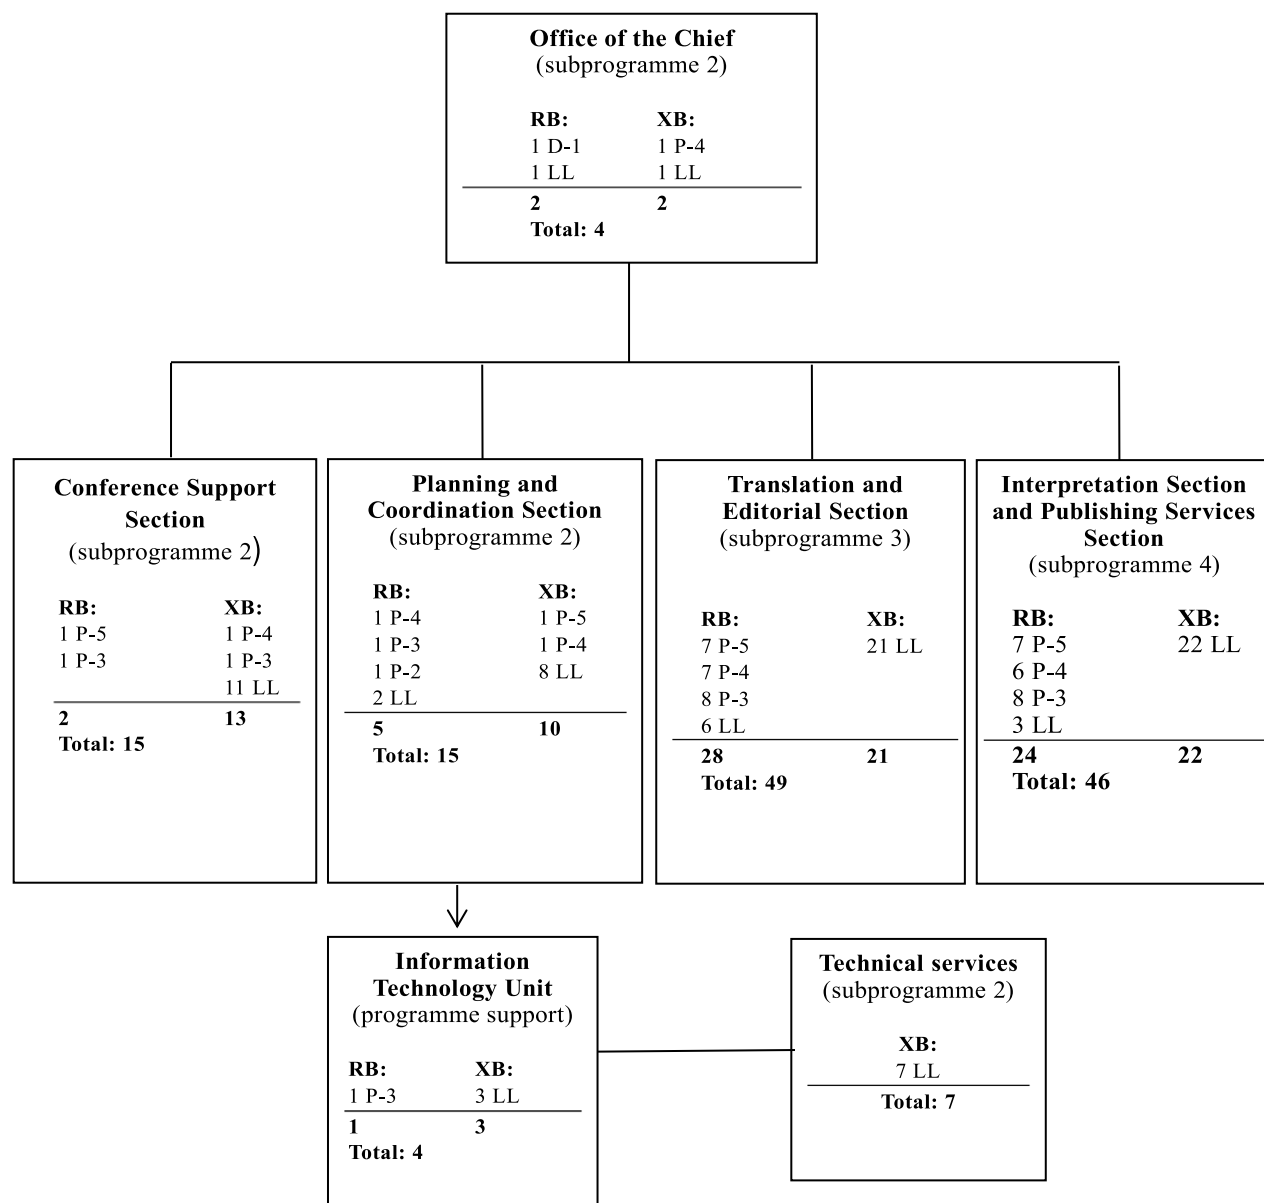 Office of the Chief
(subprogramme 2)
RB: XB:
1 D-1 1 P-4
1 LL 1 LL
2 2
Total: 4
Conference Support
Section
(subprogramme 2)
RB: XB:
1 P-5 1 P-4
1 P-3 1 P-3
11 LL
2 13
Total: 15
Planning and
Coordination Section
(subprogramme 2)
RB: XB:
1 P-4 1 P-5
1 P-3 1 P-4
1 P-2 8 LL
2 LL
5 10
Total: 15
Translation and
Editorial Section
(subprogramme 3)
RB: XB:
7 P-5 21 LL
7 P-4
8 P-3
6 LL
28 21
Total: 49
Interpretation Section
and Publishing Services
Section
(subprogramme 4)
RB: XB:
7 P-5 22 LL
6 P-4
8 P-3
3 LL
24 22
Total: 46
Information
Technology Unit
(programme support)
RB: XB:
1 P-3 3 LL
1 3
Total: 4
Technical services
(subprogramme 2)
XB:
7 LL
Total: 7